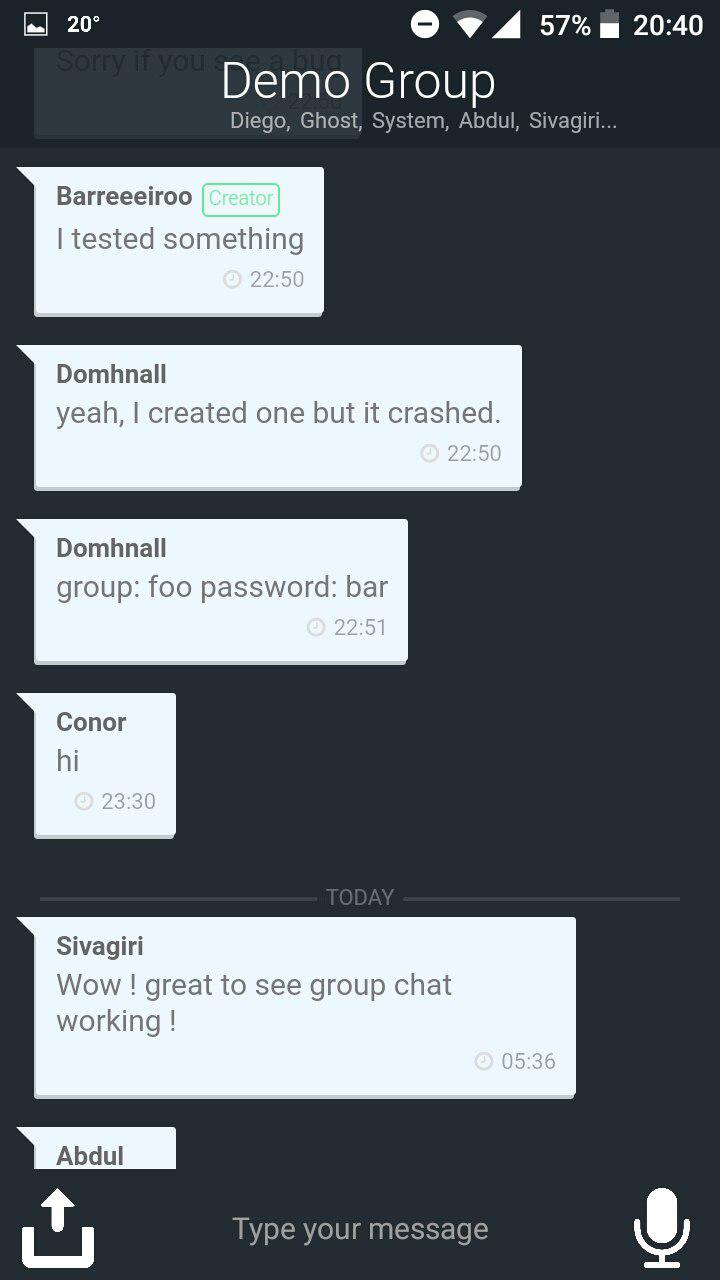 20° 57% 20:40
Sorry if you see a bug
22:50
Demo Group
Diego, Ghost, System, Abdul, Sivagiri...
Barreeeiroo Creator
I tested something
22:50
Domhnall
yeah, I created one but it crashed.
22:50
Domhnall
group: foo password: bar
22:51
Conor
hi
23:30
TODAY
Sivagiri
Wow ! great to see group chat
working !
05:36
Abdul
Type your message